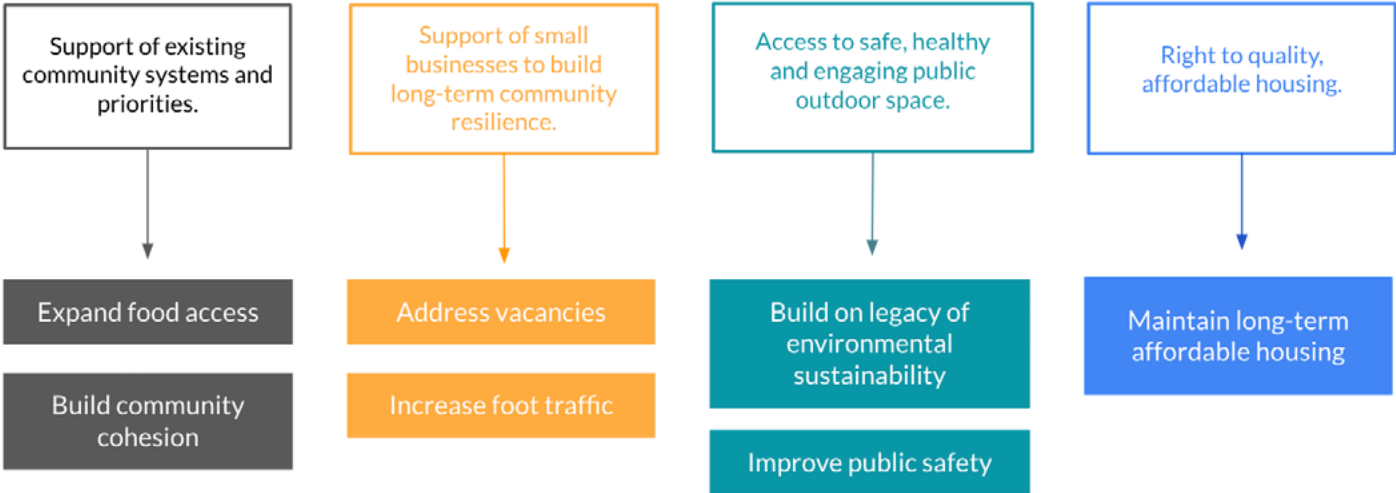 Support of existing
community systems and
priorities.
Support of small
businesses to build
long-term community
resilience.
Access to safe, healthy
and engaging public
outdoor space.
Right to quality,
affordable housing.
Expand food access
Build community
cohesion
Address vacancies
Increase foot traffic
Build on legacy of
environmental
sustainability
Improve public safety
Maintain long-term
affordable housing